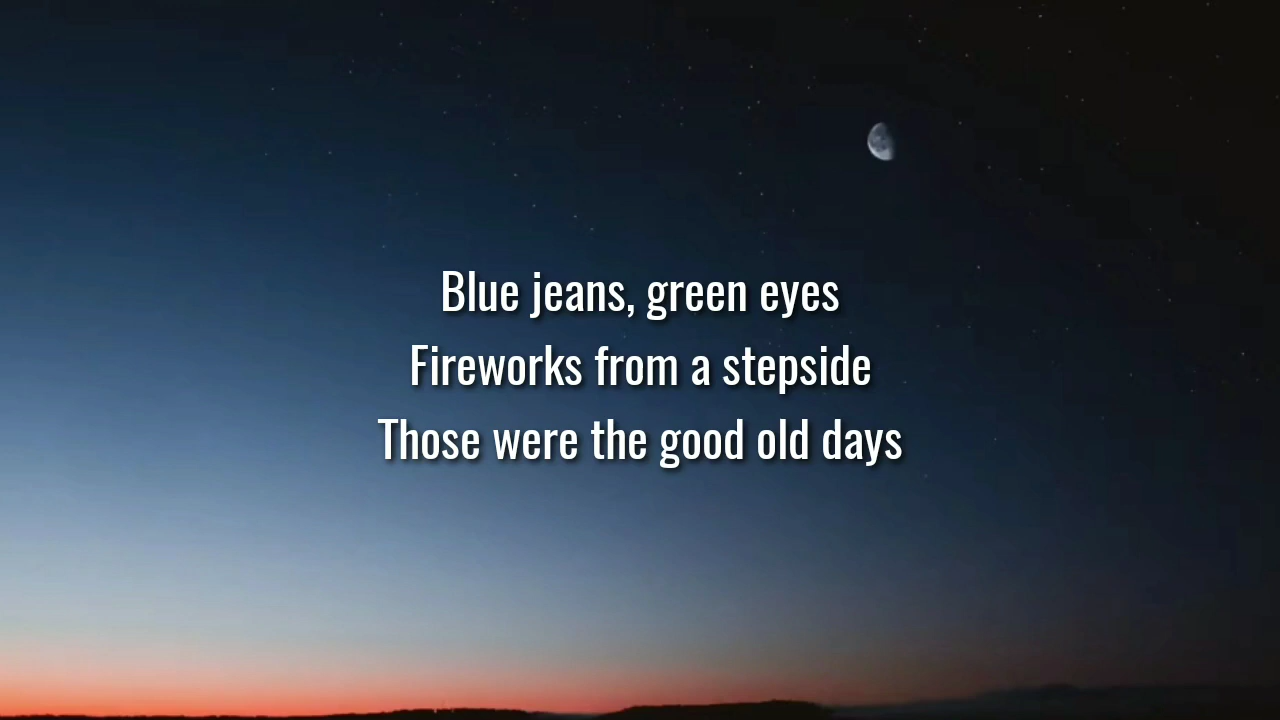 Blue jeans, green eyes
Fireworks from a stepside
Those were the good old days